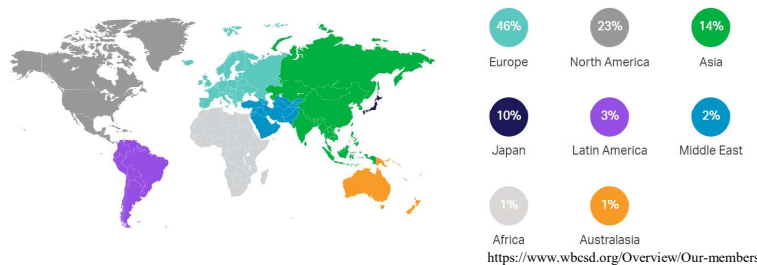 46% 23% 14%
Europe North America Asia
10% 3% 2%
Japan Latin America Middle East
1% 1%
Africa Australasia
https://www.wbcsd.org/Overview/Our-members